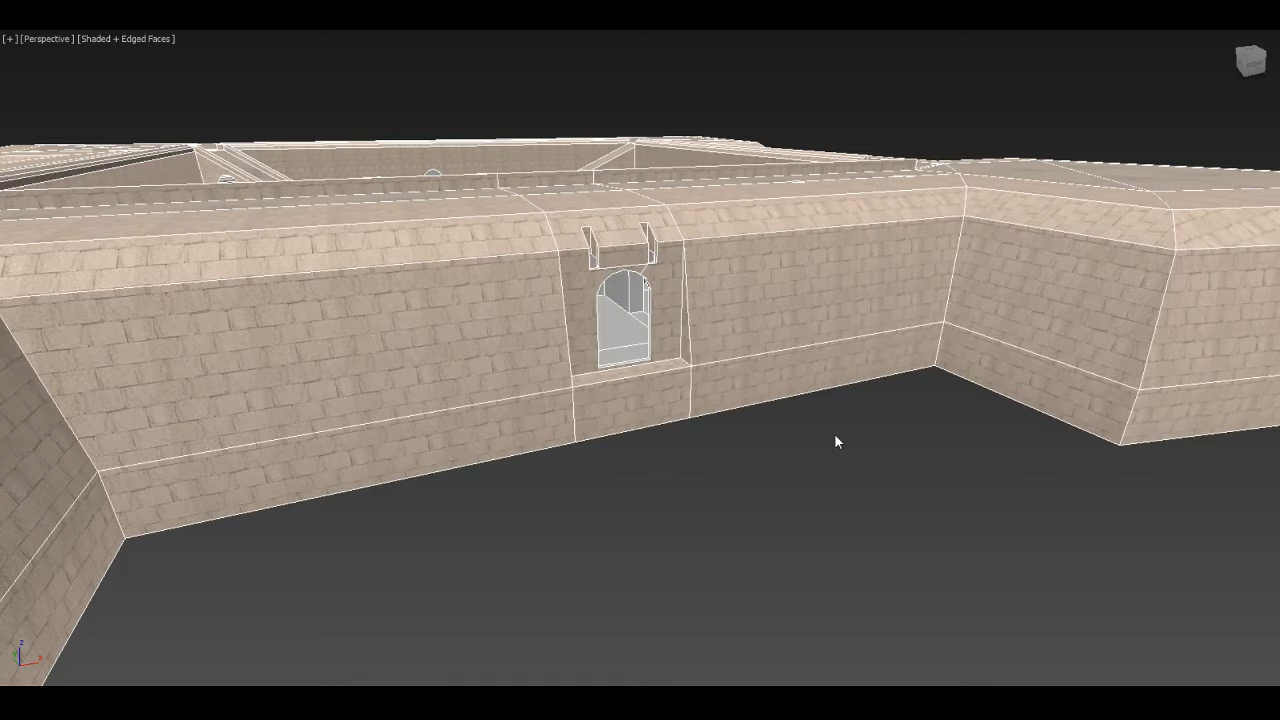 [+] [Perspective] [Shaded + Edged Faces]
z
x